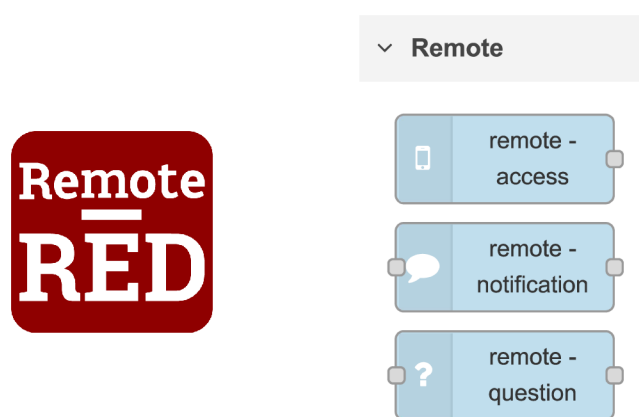 Remote
RED
Remote
remote -
access
remote -
notification
?
remote -
question